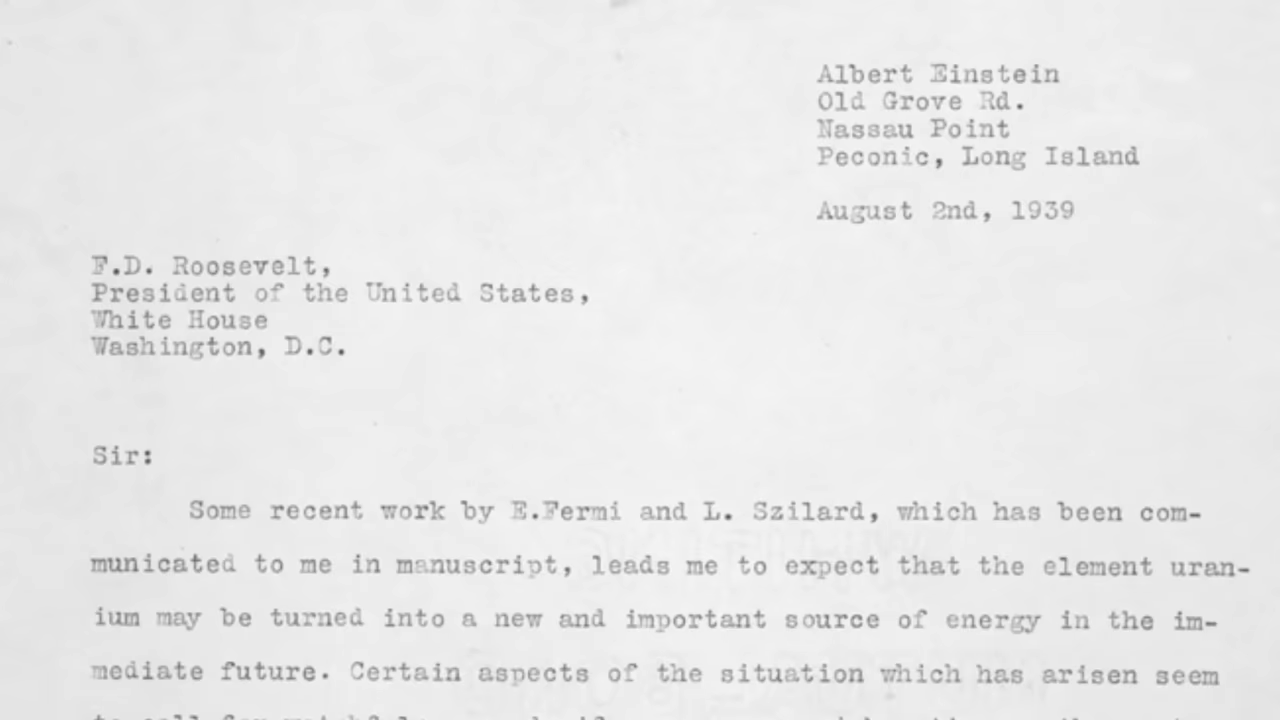 Albert Einstein
Old Grove Rd.
Nassau Point
Peconic, Long Island
August 2nd, 1939
F.D. Roosevelt,
President of the United States,
White House
Washington, D.C.
Sir:
Some recent work by E.Fermi and L. Szilard, which has been com-
municated to me in manuscript, leads me to expect that the element uran-
ium may be turned into a new and important source of energy in the im-
mediate future. Certain aspects of the situation which has arisen seem